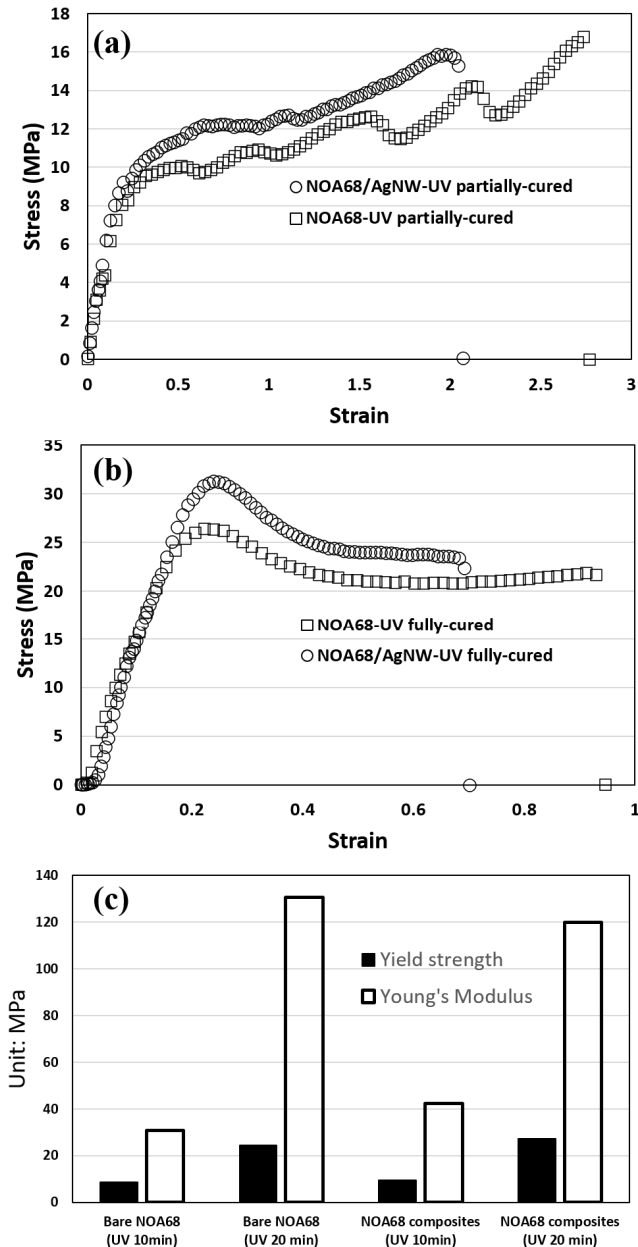 (a)
18
16
14
12
10
8
6
4
2
0
Stress (MPa)
NOA68/AgNW-UV partially-cured
NOA68-UV partially-cured
0 0.5 1 1.5 2 2.5 3
Strain
(b)
35
30
25
20
15
10
5
0
Stress (MPa)
NOA68-UV fully-cured
NOA68/AgNW-UV fully-cured
0 0.2 0.4 0.6 0.8 1
Strain
(c)
140
120
100
80
60
40
20
0
Unit: MPa
Yield strength
Young's Modulus
Bare NOA68 Bare NOA68 NOA68 composites NOA68 composites
(UV 10min) (UV 20 min) (UV 10min) (UV 20 min)